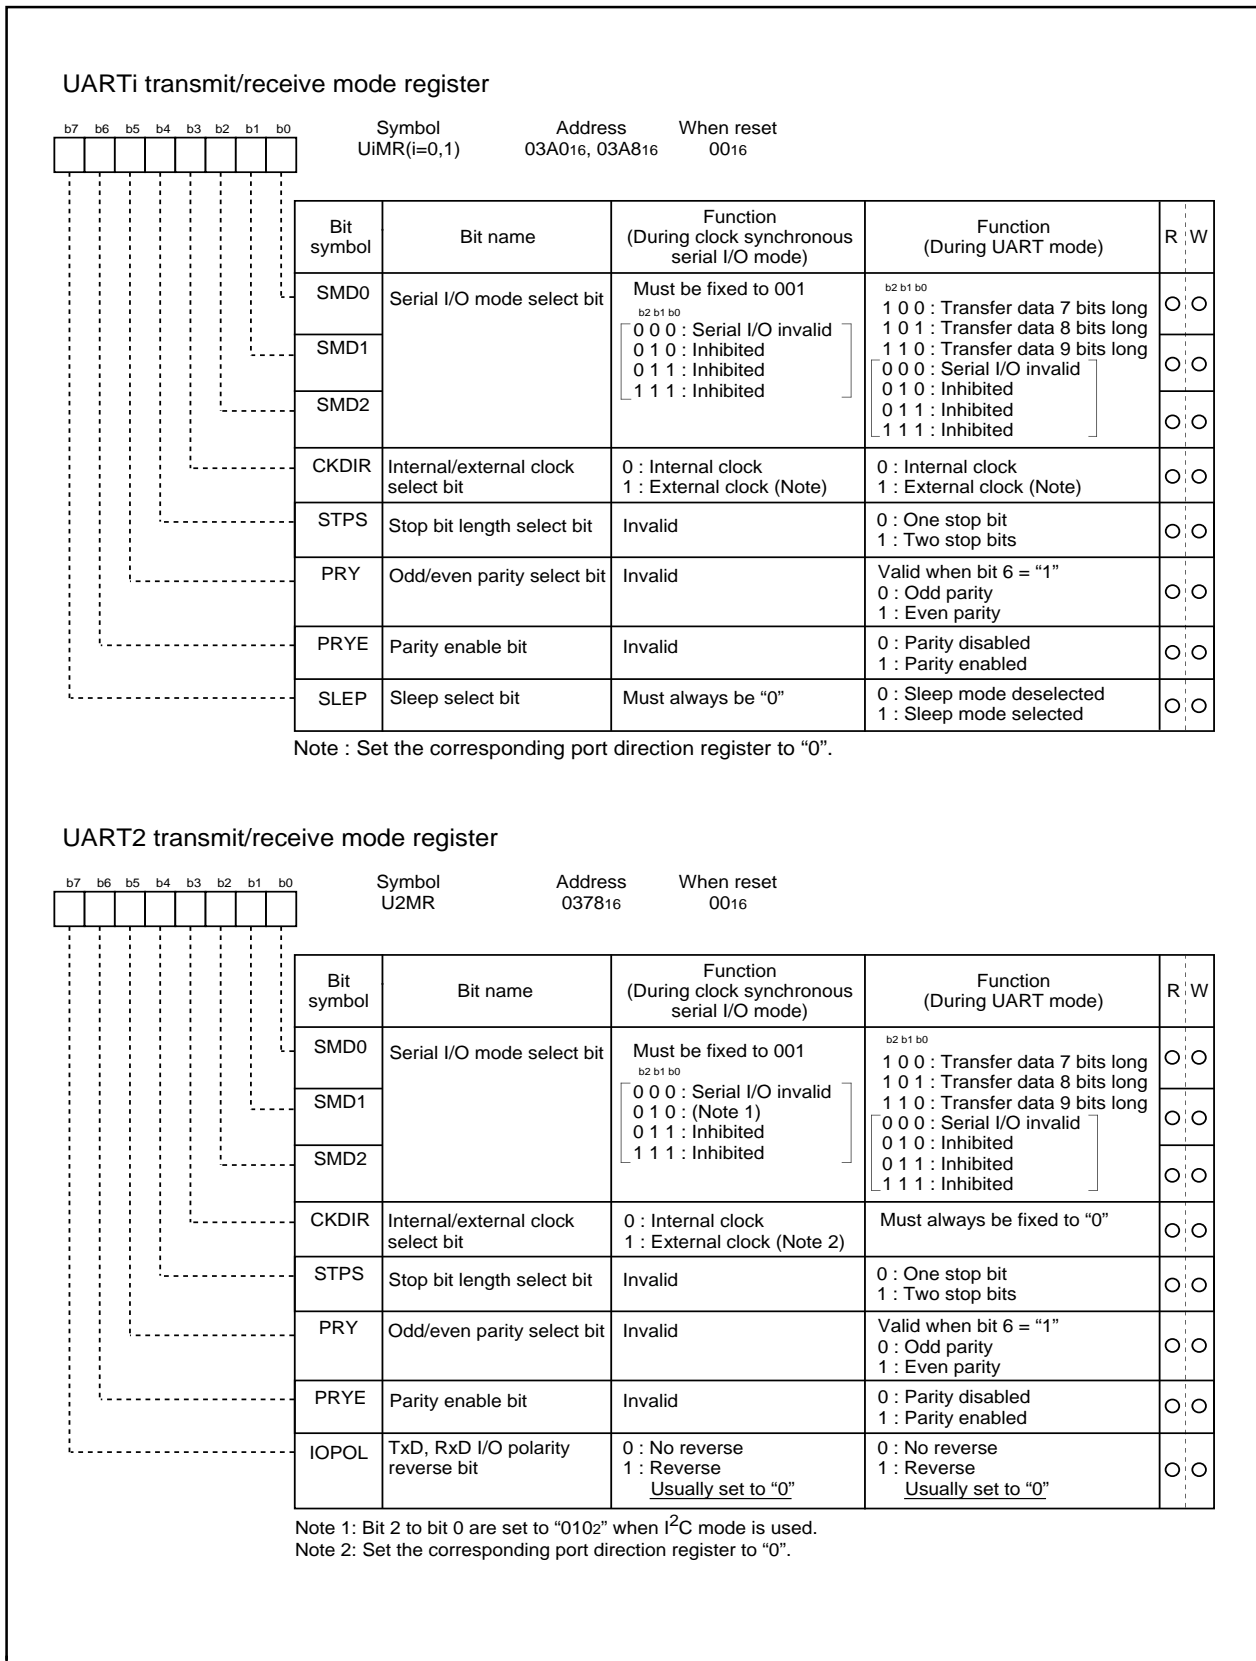 UARTi transmit/receive mode register
b7 b6 b5 b4 b3 b2 b1 b0
Symbol Address When reset
UiMR(i=0,1) 03A016, 03A816 0016
Bit symbol Bit name Function (During clock synchronous serial I/O mode) Function (During UART mode) R W
SMD0 Serial I/O mode select bit
SMD1
SMD2
Must be fixed to 001
b2 b1 b0
0 0 0 : Serial I/O invalid
0 1 0 : Inhibited
0 1 1 : Inhibited
1 1 1 : Inhibited
b2 b1 b0
1 0 0 : Transfer data 7 bits long
1 0 1 : Transfer data 8 bits long
1 1 0 : Transfer data 9 bits long
0 0 0 : Serial I/O invalid
0 1 0 : Inhibited
0 1 1 : Inhibited
1 1 1 : Inhibited
CKDIR Internal/external clock select bit
0 : Internal clock
1 : External clock (Note)
0 : Internal clock
1 : External clock (Note)
STPS Stop bit length select bit Invalid
0 : One stop bit
1 : Two stop bits
PRY Odd/even parity select bit Invalid
Valid when bit 6 = “1”
0 : Odd parity
1 : Even parity
PRYE Parity enable bit Invalid
0 : Parity disabled
1 : Parity enabled
SLEP Sleep select bit Must always be “0”
0 : Sleep mode deselected
1 : Sleep mode selected
Note : Set the corresponding port direction register to “0”.
UART2 transmit/receive mode register
b7 b6 b5 b4 b3 b2 b1 b0
Symbol Address When reset
U2MR 037816 0016
Bit symbol Bit name Function (During clock synchronous serial I/O mode) Function (During UART mode) R W
SMD0 Serial I/O mode select bit
SMD1
SMD2
Must be fixed to 001
b2 b1 b0
0 0 0 : Serial I/O invalid
0 1 0 : (Note 1)
0 1 1 : Inhibited
1 1 1 : Inhibited
b2 b1 b0
1 0 0 : Transfer data 7 bits long
1 0 1 : Transfer data 8 bits long
1 1 0 : Transfer data 9 bits long
0 0 0 : Serial I/O invalid
0 1 0 : Inhibited
0 1 1 : Inhibited
1 1 1 : Inhibited
CKDIR Internal/external clock select bit
0 : Internal clock
1 : External clock (Note 2)
Must always be fixed to “0”
STPS Stop bit length select bit Invalid
0 : One stop bit
1 : Two stop bits
PRY Odd/even parity select bit Invalid
Valid when bit 6 = “1”
0 : Odd parity
1 : Even parity
PRYE Parity enable bit Invalid
0 : Parity disabled
1 : Parity enabled
IOPOL TxD, RxD I/O polarity reverse bit
0 : No reverse
1 : Reverse
Usually set to “0”
0 : No reverse
1 : Reverse
Usually set to “0”
Note 1: Bit 2 to bit 0 are set to “0102” when I2C mode is used.
Note 2: Set the corresponding port direction register to “0”.